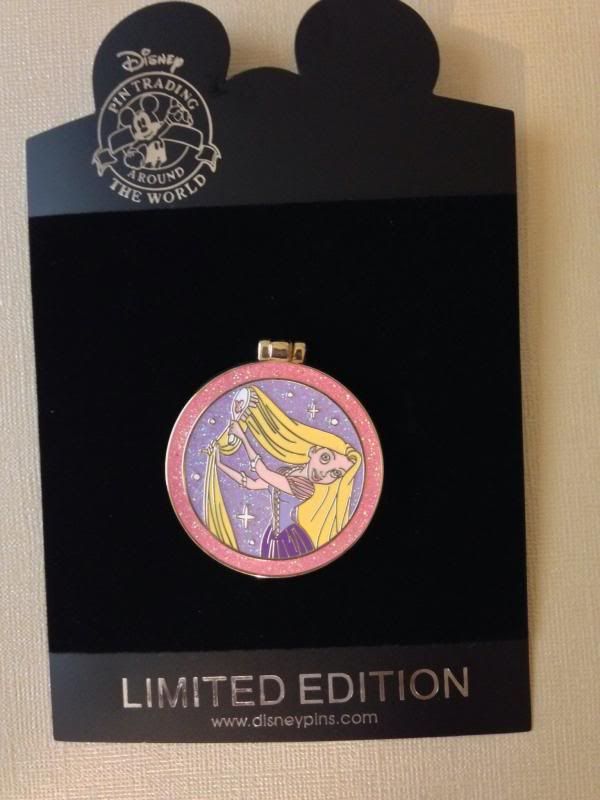 Disney
PIN TRADING
AROUND
THE WORLD
LIMITED EDITION
www.disneypins.com